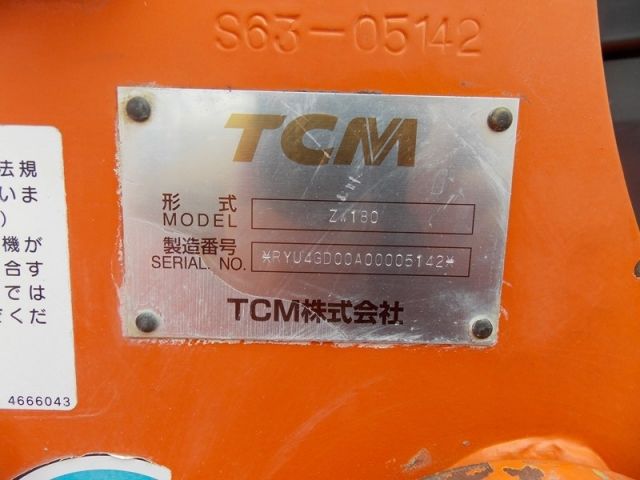 S63-05142
TCM
形式
MODEL
ZW180
製造番号
SERIAL. NO.
*RYU4GD00A00005142*
TCM株式会社
法規
いま
)
機が
合す
では
くだ
4666043